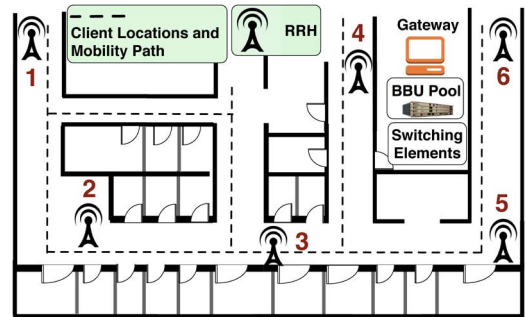 Client Locations and
Mobility Path
RRH
Gateway
BBU Pool
Switching
Elements
1
2
3
4
5
6